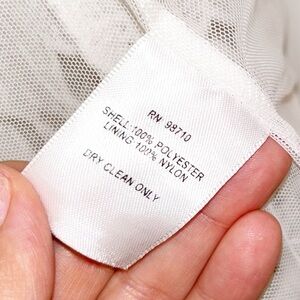 RN 98710
SHELL:100% POLYESTER
LINING:100% NYLON
DRY CLEAN ONLY